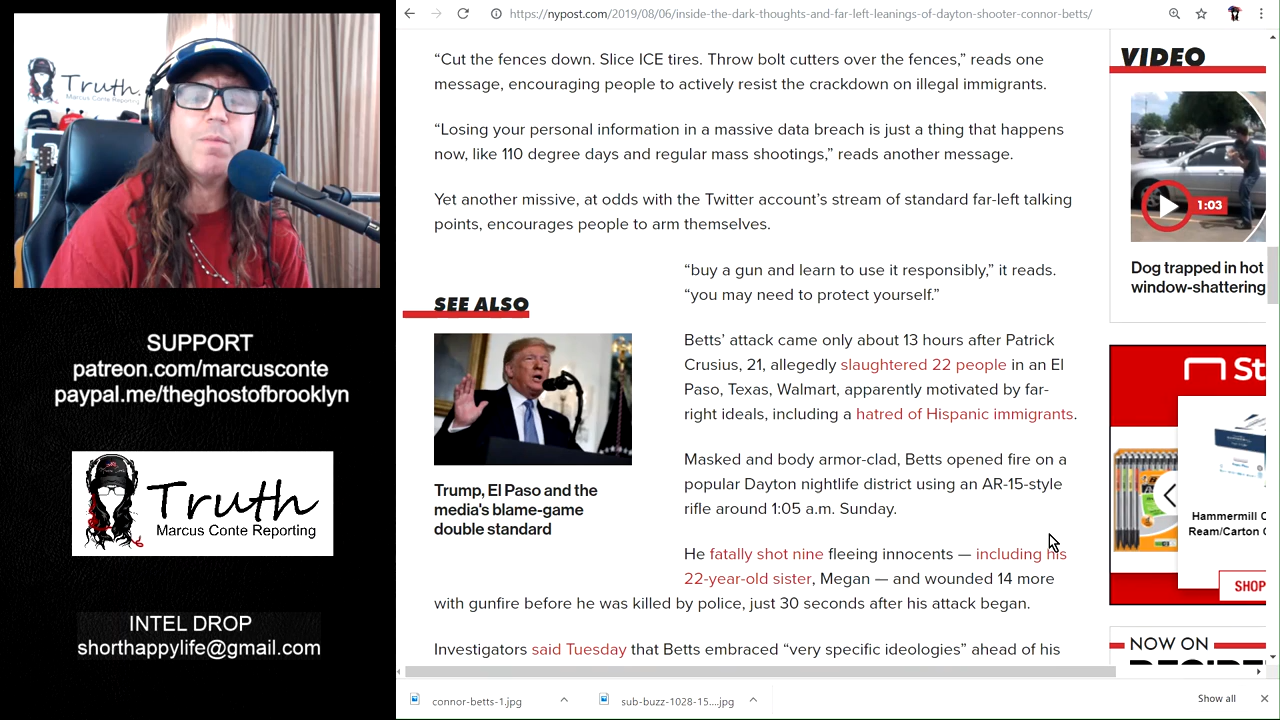 Truth.
Marcus Conte Reporting
SUPPORT
patreon.com/marcusconte
paypal.me/theghostofbrooklyn
Truth
Marcus Conte Reporting
INTEL DROP
shorthappylife@gmail.com
https://nypost.com/2019/08/06/inside-the-dark-thoughts-and-far-left-leanings-of-dayton-shooter-connor-betts/
“Cut the fences down. Slice ICE tires. Throw bolt cutters over the fences,” reads one
message, encouraging people to actively resist the crackdown on illegal immigrants.
“Losing your personal information in a massive data breach is just a thing that happens
now, like 110 degree days and regular mass shootings,” reads another message.
Yet another missive, at odds with the Twitter account’s stream of standard far-left talking
points, encourages people to arm themselves.
“buy a gun and learn to use it responsibly,” it reads.
“you may need to protect yourself.”
SEE ALSO
Trump, El Paso and the
media’s blame-game
double standard
Betts’ attack came only about 13 hours after Patrick
Crusius, 21, allegedly slaughtered 22 people in an El
Paso, Texas, Walmart, apparently motivated by far-
right ideals, including a hatred of Hispanic immigrants.
Masked and body armor-clad, Betts opened fire on a
popular Dayton nightlife district using an AR-15-style
rifle around 1:05 a.m. Sunday.
He fatally shot nine fleeing innocents — including his
22-year-old sister, Megan — and wounded 14 more
with gunfire before he was killed by police, just 30 seconds after his attack began.
Investigators said Tuesday that Betts embraced “very specific ideologies” ahead of his
VIDEO
1:03
Dog trapped in hot
window-shattering
St
Hammermill C
Ream/Carton C
SHOP
NOW ON
connor-betts-1.jpg
sub-buzz-1028-15....jpg
Show all